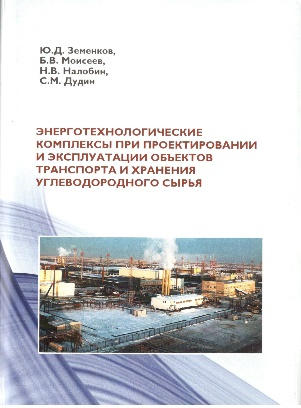 Ю.Д. Земенков,
Б.В. Моисеев,
Н.В. Налобин,
С.М. Дудин
ЭНЕРГОТЕХНОЛОГИЧЕСКИЕ
КОМПЛЕКСЫ ПРИ ПРОЕКТИРОВАНИИ
И ЭКСПЛУАТАЦИИ ОБЪЕКТОВ
ТРАНСПОРТА И ХРАНЕНИЯ
УГЛЕВОДОРОДНОГО СЫРЬЯ